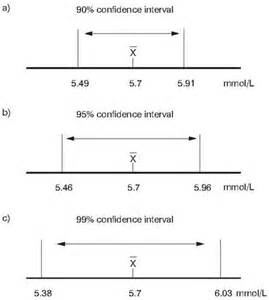 a) 90% confidence interval
X̅
5.49 5.7 5.91 mmol/L
b) 95% confidence interval
X̅
5.46 5.7 5.96 mmol/L
c) 99% confidence interval
X̅
5.38 5.7 6.03 mmol/L